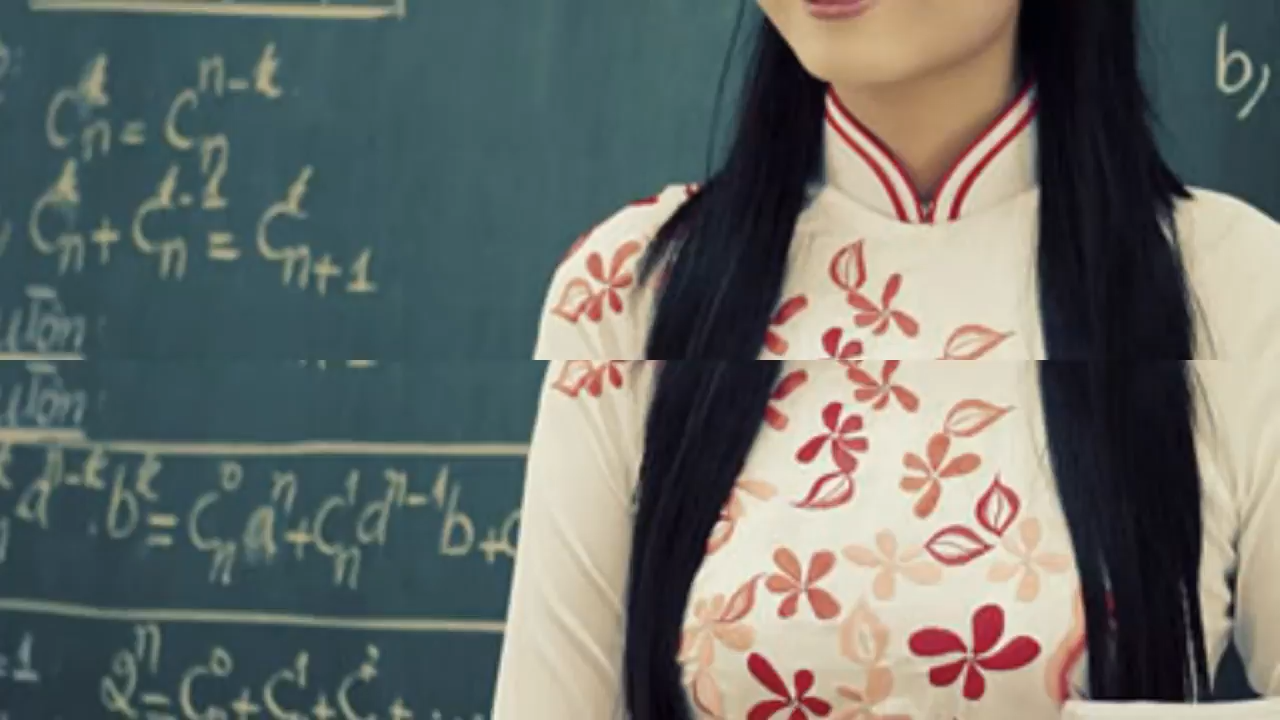 C_n^k = C_n^{n-k}
C_n^k + C_n^{k-1} = C_{n+1}^k
b,
a^{n-k} b^k = C_n^0 a^n + C_n^1 a^{n-1} b +
=1
2^n = C_n^0 + C_n^1 + C_n^2 +